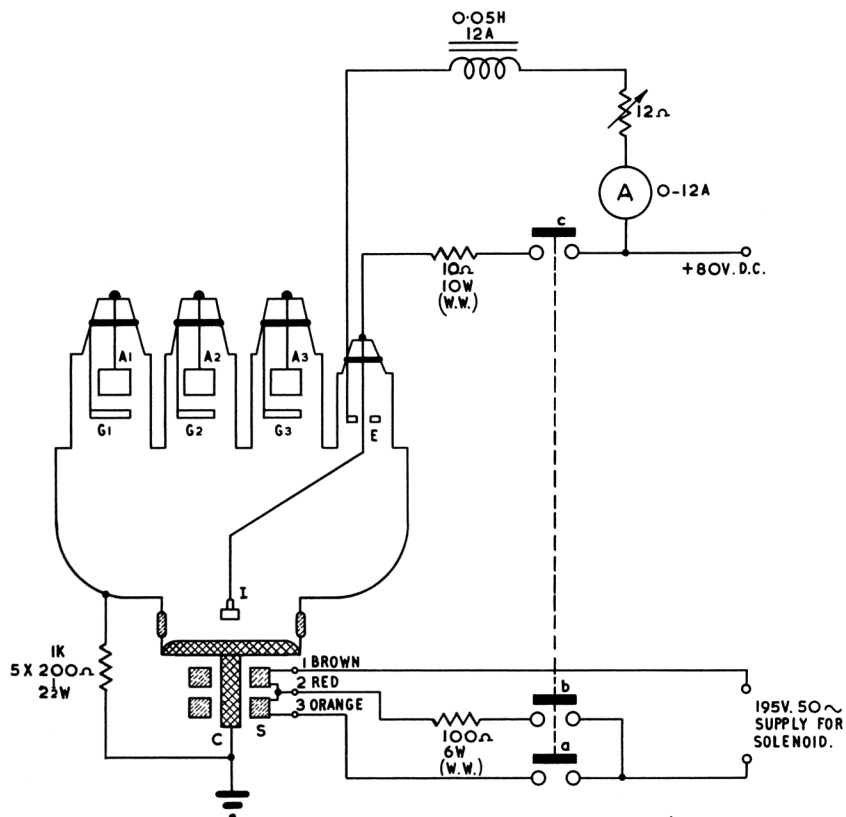 0·05H
12A
12Ω
A
0-12A
c
+80V. D.C.
10Ω
10W
(W.W.)
A1
A2
A3
G1
G2
G3
E
I
1K
5 X 200Ω
2½W
1 BROWN
2 RED
3 ORANGE
C
S
100Ω
6W
(W.W.)
b
a
195V. 50~
SUPPLY FOR
SOLENOID.